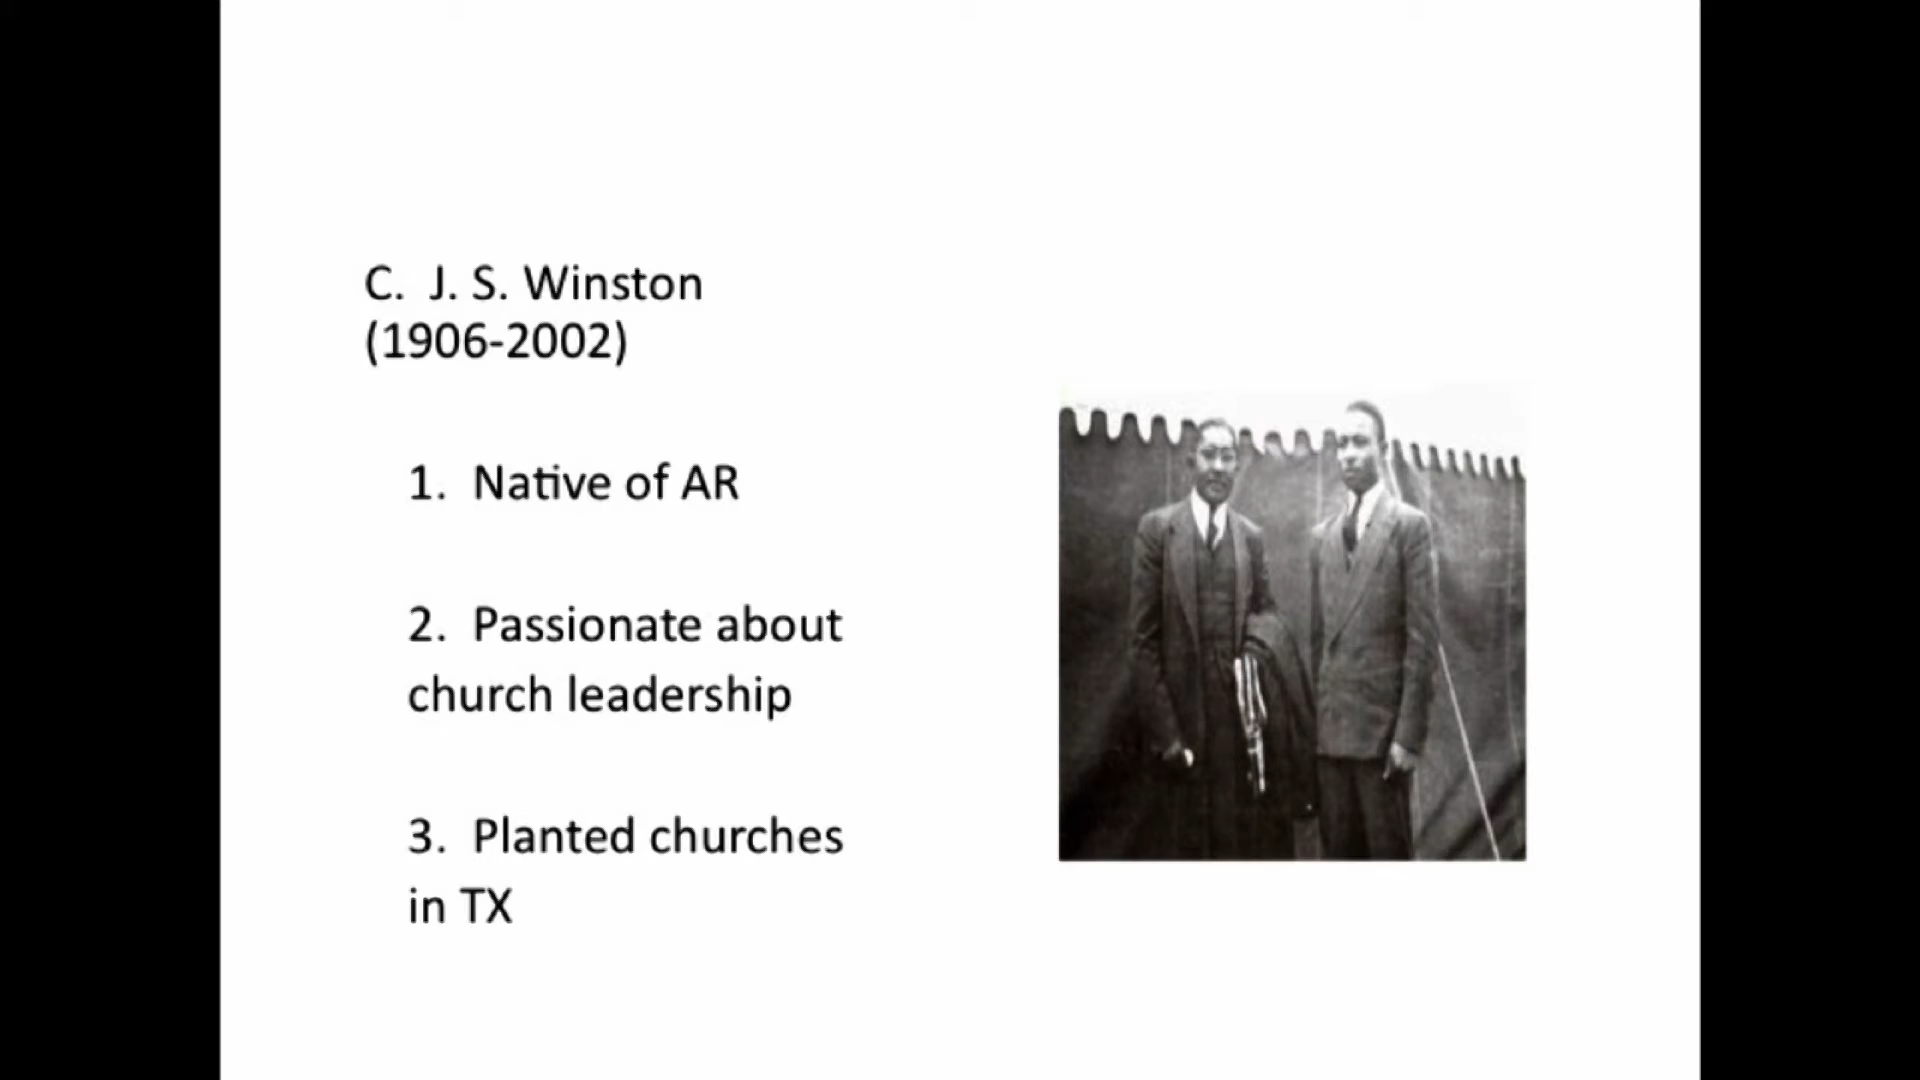 C.  J. S. Winston
(1906-2002)
1.  Native of AR
2.  Passionate about
church leadership
3.  Planted churches
in TX